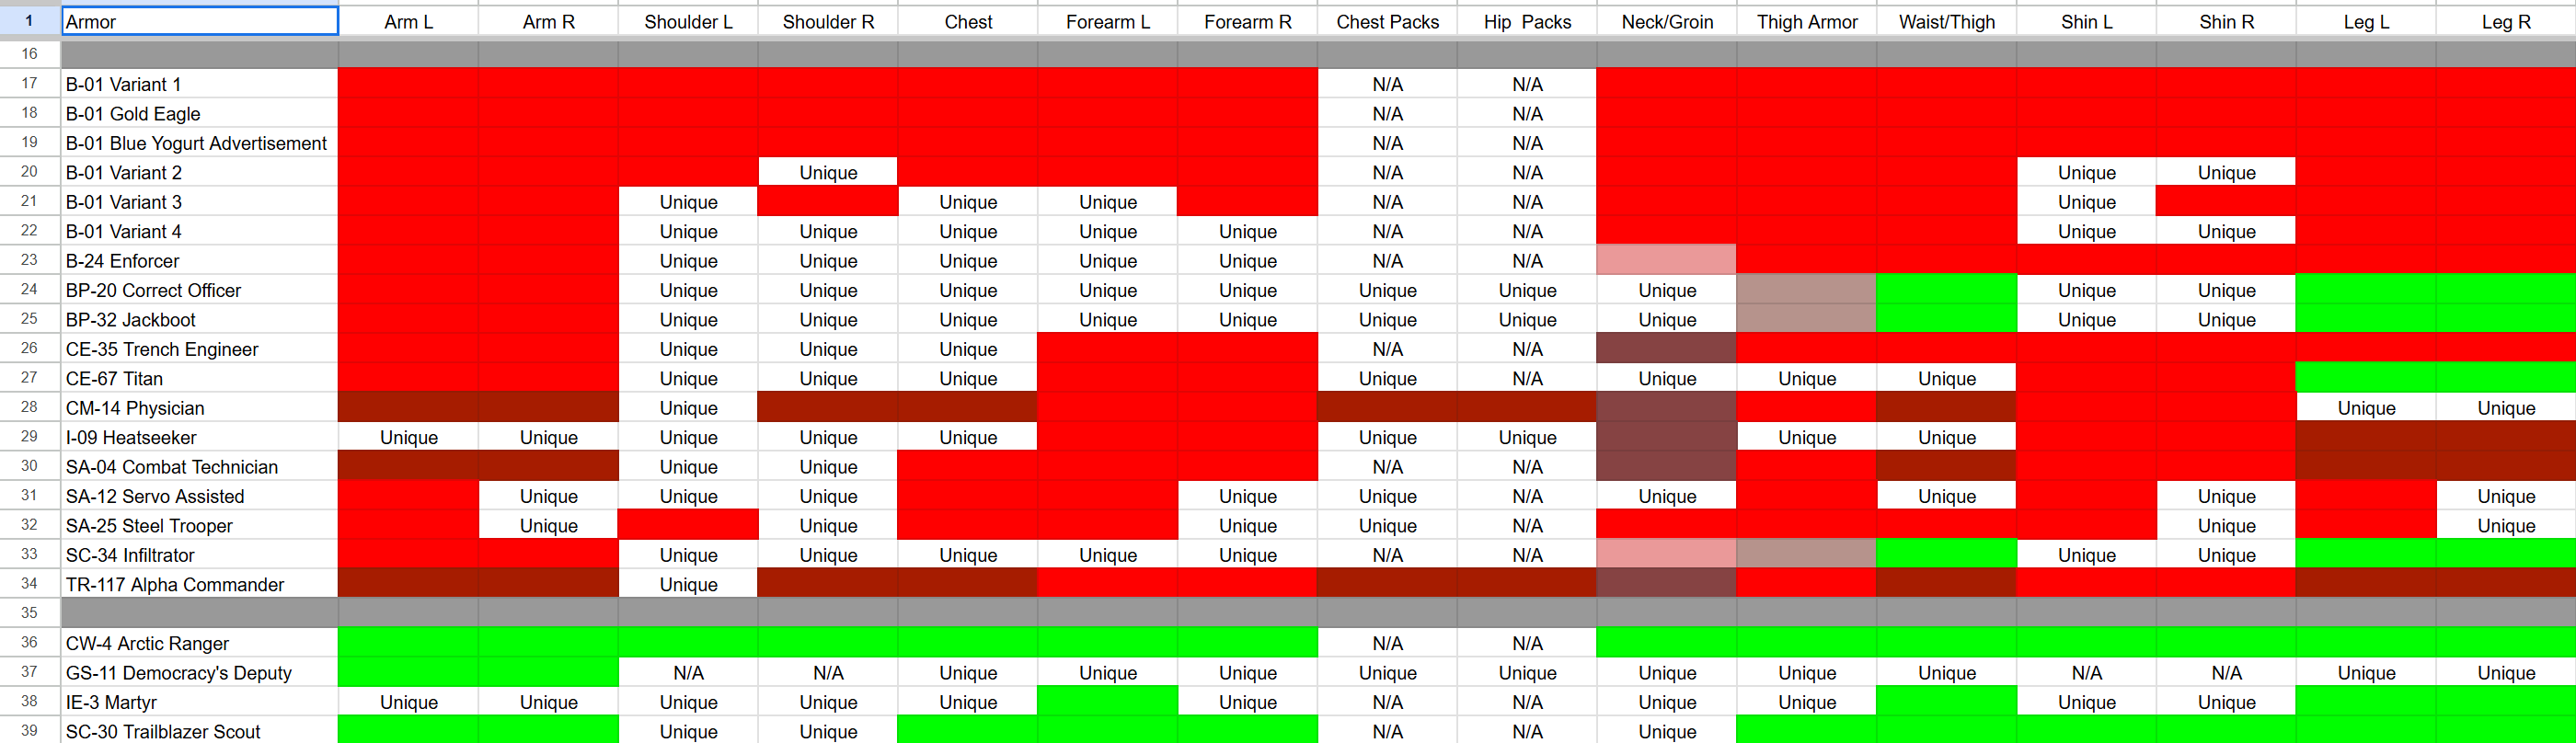 1 Armor Arm L Arm R Shoulder L Shoulder R Chest Forearm L Forearm R Chest Packs Hip Packs Neck/Groin Thigh Armor Waist/Thigh Shin L Shin R Leg L Leg R
16
17 B-01 Variant 1 N/A N/A
18 B-01 Gold Eagle N/A N/A
19 B-01 Blue Yogurt Advertisement N/A N/A
20 B-01 Variant 2 Unique N/A N/A Unique Unique
21 B-01 Variant 3 Unique Unique Unique N/A N/A Unique
22 B-01 Variant 4 Unique Unique Unique Unique Unique N/A N/A Unique Unique
23 B-24 Enforcer Unique Unique Unique Unique Unique N/A N/A
24 BP-20 Correct Officer Unique Unique Unique Unique Unique Unique Unique Unique Unique Unique
25 BP-32 Jackboot Unique Unique Unique Unique Unique Unique Unique Unique Unique Unique
26 CE-35 Trench Engineer Unique Unique Unique N/A N/A
27 CE-67 Titan Unique Unique Unique Unique N/A Unique Unique Unique
28 CM-14 Physician Unique Unique Unique
29 I-09 Heatseeker Unique Unique Unique Unique Unique Unique Unique Unique Unique
30 SA-04 Combat Technician Unique Unique N/A N/A
31 SA-12 Servo Assisted Unique Unique Unique Unique Unique N/A Unique Unique Unique Unique
32 SA-25 Steel Trooper Unique Unique Unique Unique N/A Unique Unique
33 SC-34 Infiltrator Unique Unique Unique Unique Unique N/A N/A Unique Unique
34 TR-117 Alpha Commander Unique
35
36 CW-4 Arctic Ranger N/A N/A
37 GS-11 Democracy's Deputy N/A N/A Unique Unique Unique Unique Unique Unique Unique Unique N/A N/A Unique Unique
38 IE-3 Martyr Unique Unique Unique Unique Unique Unique N/A N/A Unique Unique Unique Unique
39 SC-30 Trailblazer Scout Unique Unique N/A N/A Unique